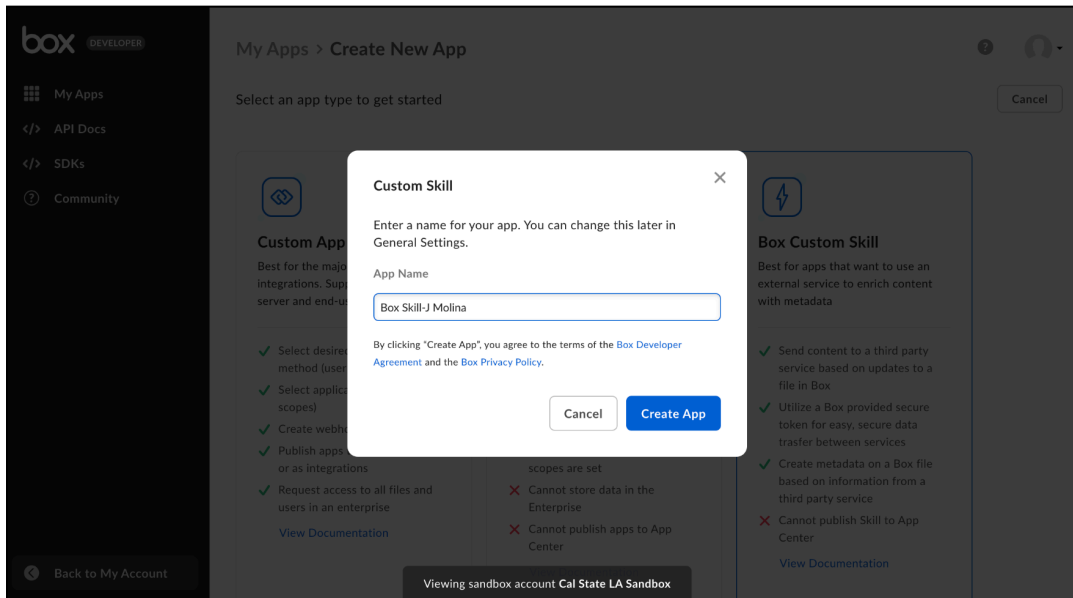 box DEVELOPER
My Apps
</> API Docs
</> SDKs
Community
Back to My Account
My Apps > Create New App
Select an app type to get started
Cancel
Custom App
Best for the majo
integrations. Sup
server and end-u
Select desire
method (user
Select applica
scopes)
Create webho
Publish apps
or as integrations
Request access to all files and
users in an enterprise
View Documentation
Custom Skill
Enter a name for your app. You can change this later in
General Settings.
App Name
Box Skill-J Molina
By clicking "Create App", you agree to the terms of the Box Developer
Agreement and the Box Privacy Policy.
Cancel
Create App
scopes are set
Cannot store data in the
Enterprise
Cannot publish apps to App
Center
Box Custom Skill
Best for apps that want to use an
external service to enrich content
with metadata
Send content to a third party
service based on updates to a
file in Box
Utilize a Box provided secure
token for easy, secure data
trasfer between services
Create metadata on a Box file
based on information from a
third party service
Cannot publish Skill to App
Center
View Documentation
Viewing sandbox account Cal State LA Sandbox